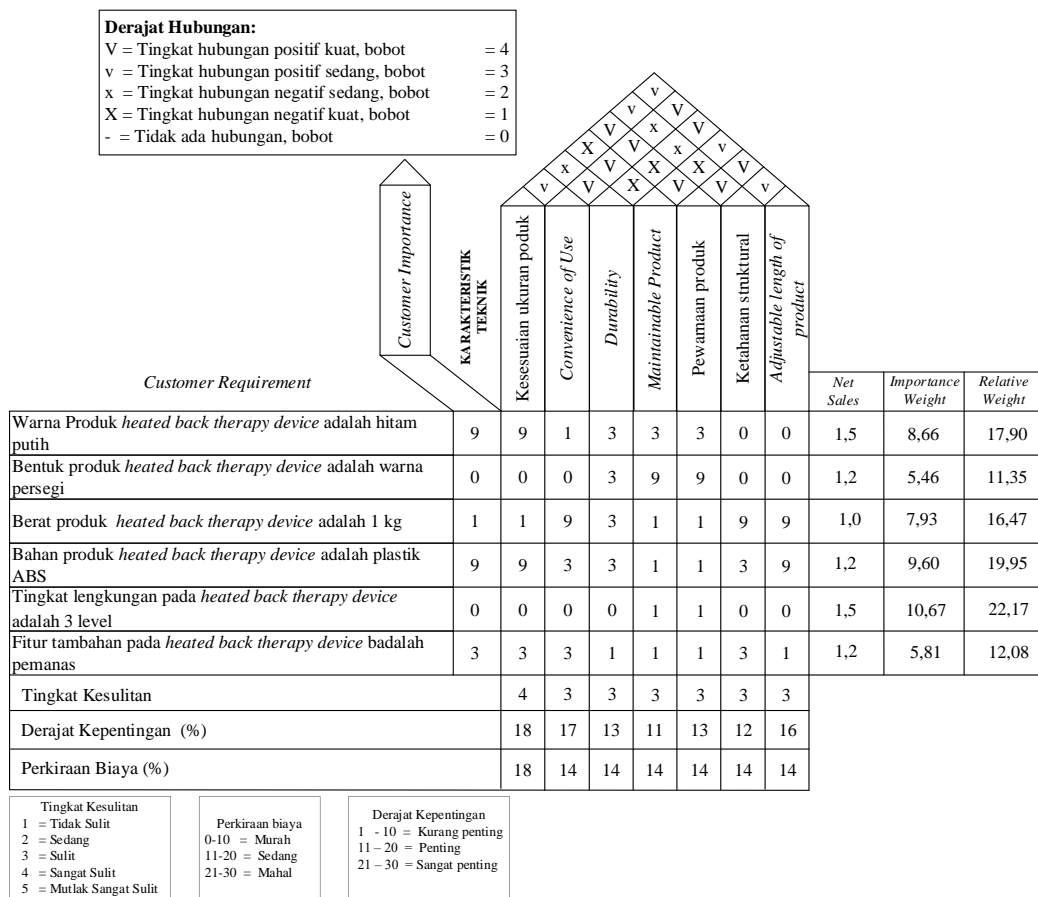 Derajat Hubungan:
V = Tingkat hubungan positif kuat, bobot = 4
v = Tingkat hubungan positif sedang, bobot = 3
x = Tingkat hubungan negatif sedang, bobot = 2
X = Tingkat hubungan negatif kuat, bobot = 1
- = Tidak ada hubungan, bobot = 0
v
v V
V x V
X V x v
x V X X V
v V X V V v
Customer Importance
KARAKTERISTIK
TEKNIK
Kesesuaian ukuran poduk
Convenience of Use
Durability
Maintainable Product
Pewarnaan produk
Ketahanan struktural
Adjustable length of
product
Customer Requirement
Net
Sales
Importance
Weight
Relative
Weight
Warna Produk heated back therapy device adalah hitam
putih
9 9 1 3 3 3 0 0 1,5 8,66 17,90
Bentuk produk heated back therapy device adalah warna
persegi
0 0 0 3 9 9 0 0 1,2 5,46 11,35
Berat produk heated back therapy device adalah 1 kg
1 1 9 3 1 1 9 9 1,0 7,93 16,47
Bahan produk heated back therapy device adalah plastik
ABS
9 9 3 3 1 1 3 9 1,2 9,60 19,95
Tingkat lengkungan pada heated back therapy device
adalah 3 level
0 0 0 0 1 1 0 0 1,5 10,67 22,17
Fitur tambahan pada heated back therapy device badalah
pemanas
3 3 3 1 1 1 3 1 1,2 5,81 12,08
Tingkat Kesulitan 4 3 3 3 3 3 3
Derajat Kepentingan (%) 18 17 13 11 13 12 16
Perkiraan Biaya (%) 18 14 14 14 14 14 14
Tingkat Kesulitan
1 = Tidak Sulit
2 = Sedang
3 = Sulit
4 = Sangat Sulit
5 = Mutlak Sangat Sulit
Perkiraan biaya
0-10 = Murah
11-20 = Sedang
21-30 = Mahal
Derajat Kepentingan
1 - 10 = Kurang penting
11 – 20 = Penting
21 – 30 = Sangat penting